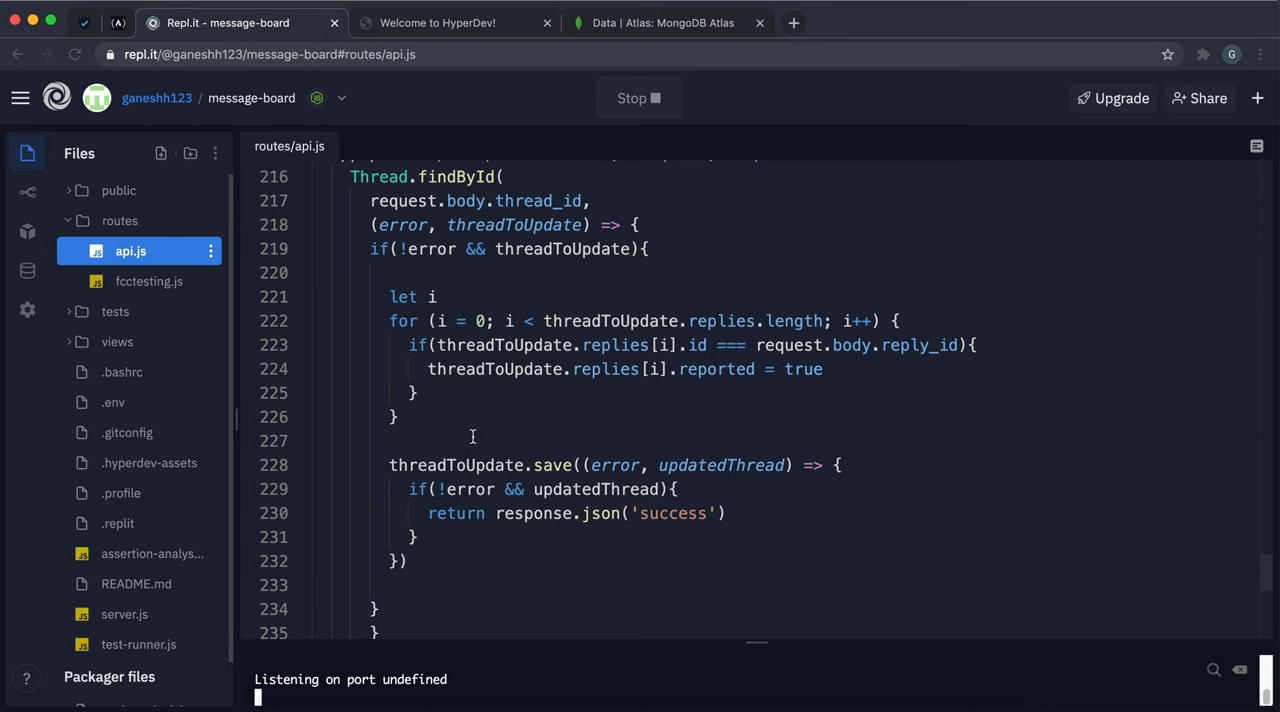 Repl.it - message-board
Welcome to HyperDev!
Data | Atlas: MongoDB Atlas
repl.it/@ganeshh123/message-board#routes/api.js
G
ganeshh123 / message-board
Stop
Upgrade
Share
Files
routes/api.js
public
routes
api.js
fcctesting.js
tests
views
.bashrc
.env
.gitconfig
.hyperdev-assets
.profile
.replit
assertion-analys...
README.md
server.js
test-runner.js
Packager files
216 Thread.findById(
217 request.body.thread_id,
218 (error, threadToUpdate) => {
219 if(!error && threadToUpdate){
220
221 let i
222 for (i = 0; i < threadToUpdate.replies.length; i++) {
223 if(threadToUpdate.replies[i].id === request.body.reply_id){
224 threadToUpdate.replies[i].reported = true
225 }
226 }
227
228 threadToUpdate.save((error, updatedThread) => {
229 if(!error && updatedThread){
230 return response.json('success')
231 }
232 })
233
234 }
235 }
Listening on port undefined